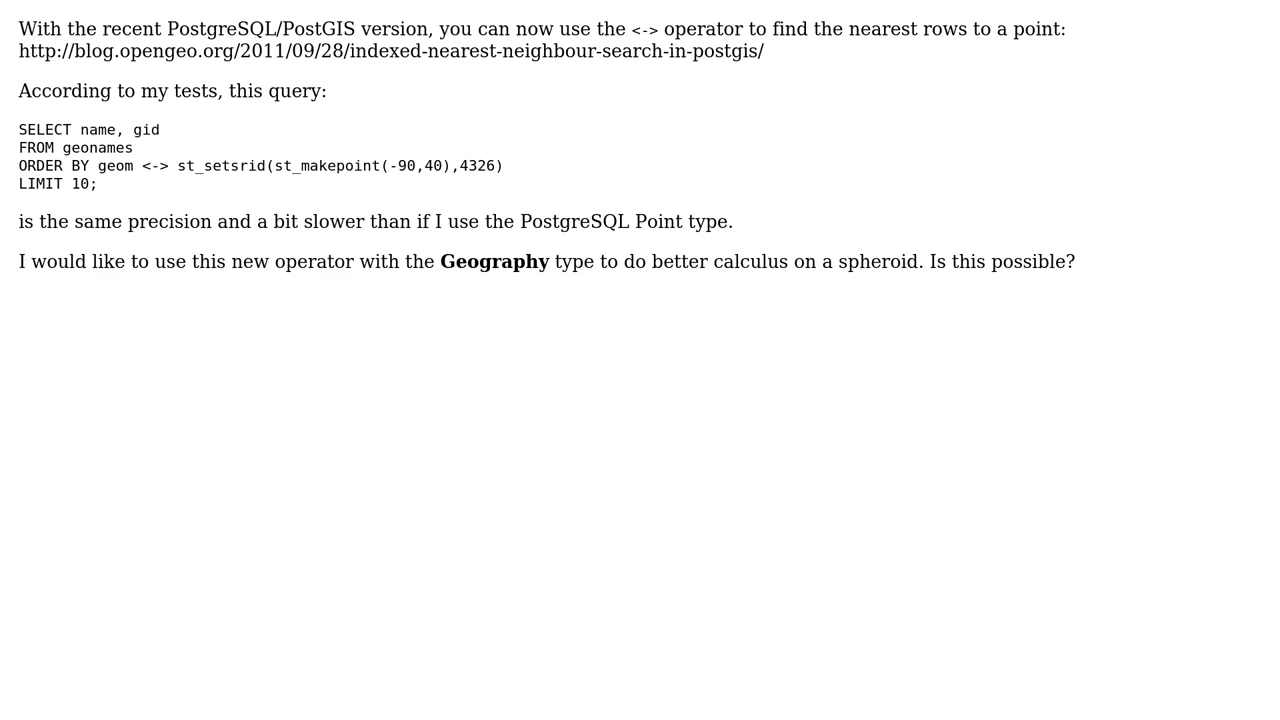 With the recent PostgreSQL/PostGIS version, you can now use the <-> operator to find the nearest rows to a point:
http://blog.opengeo.org/2011/09/28/indexed-nearest-neighbour-search-in-postgis/
According to my tests, this query:
SELECT name, gid
FROM geonames
ORDER BY geom <-> st_setsrid(st_makepoint(-90,40),4326)
LIMIT 10;
is the same precision and a bit slower than if I use the PostgreSQL Point type.
I would like to use this new operator with the Geography type to do better calculus on a spheroid. Is this possible?